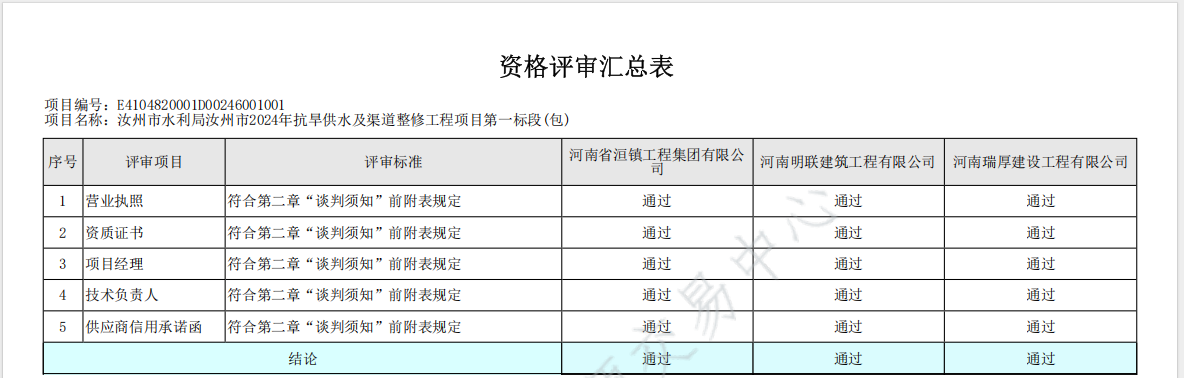 资格评审汇总表
项目编号：E4104820001D00246001001
项目名称：汝州市水利局汝州市2024年抗旱供水及渠道整修工程项目第一标段(包)
序号 评审项目 评审标准 河南省洹镇工程集团有限公司 河南明联建筑工程有限公司 河南瑞厚建设工程有限公司
1 营业执照 符合第二章“谈判须知”前附表规定 通过 通过 通过
2 资质证书 符合第二章“谈判须知”前附表规定 通过 通过 通过
3 项目经理 符合第二章“谈判须知”前附表规定 通过 通过 通过
4 技术负责人 符合第二章“谈判须知”前附表规定 通过 通过 通过
5 供应商信用承诺函 符合第二章“谈判须知”前附表规定 通过 通过 通过
结论 通过 通过 通过
交易中心